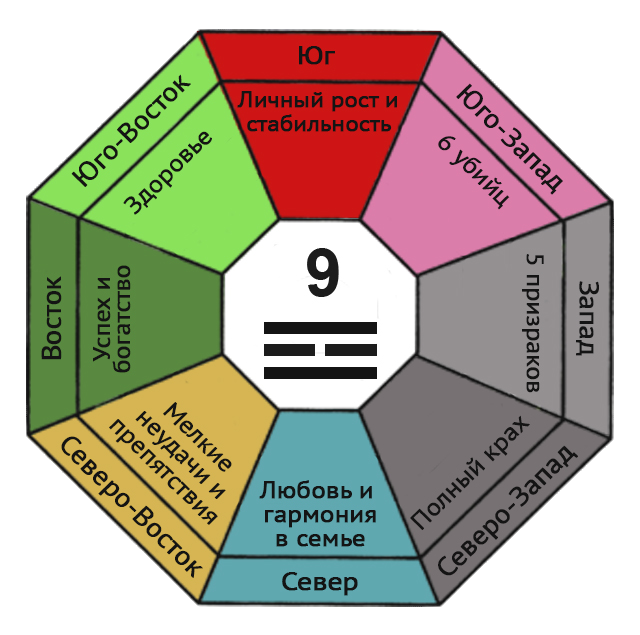 Юг
Личный рост и
стабильность
Юго-Запад
6 убийц
Запад
5 призраков
Северо-Запад
Полный крах
Север
Любовь и
гармония
в семье
Северо-Восток
Мелкие
неудачи и
препятствия
Восток
Успех и
богатство
Юго-Восток
Здоровье
9